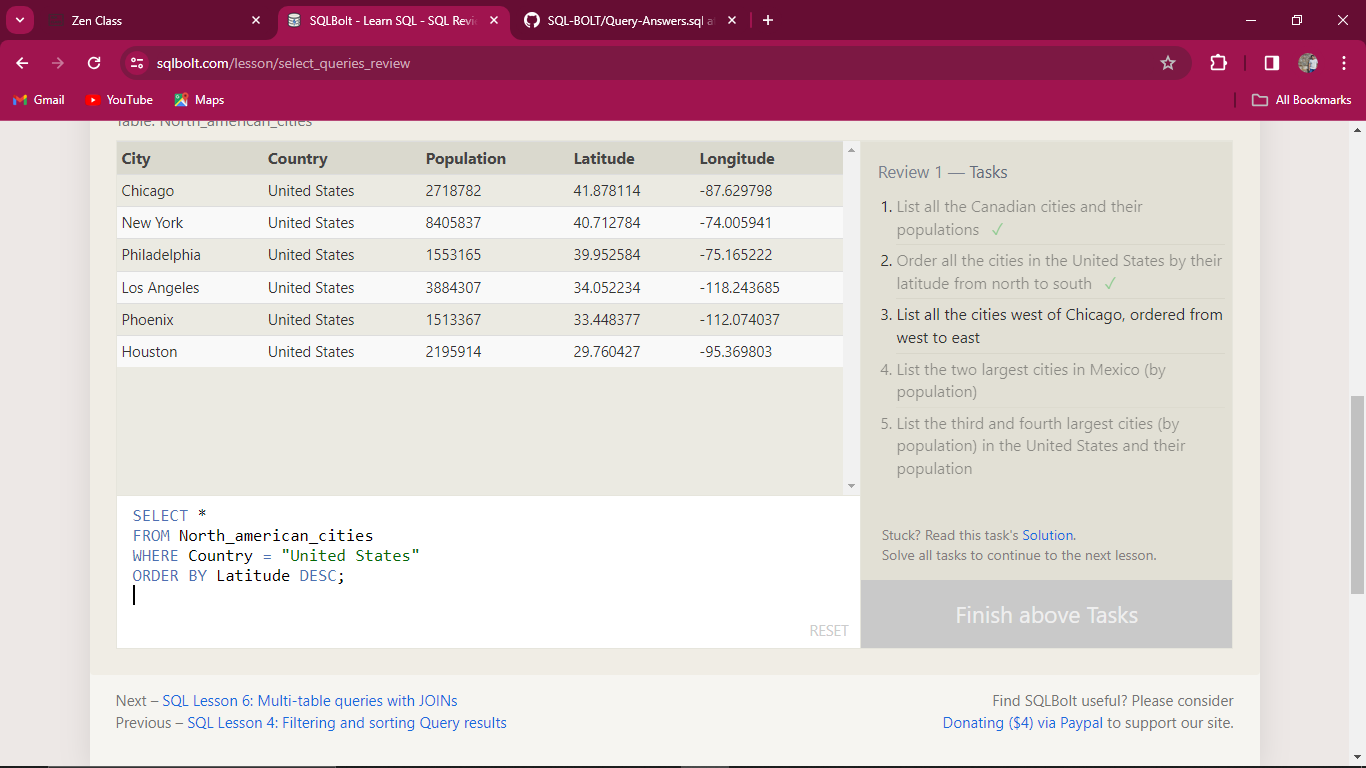 Zen Class
SQLBolt - Learn SQL - SQL Revie
SQL-BOLT/Query-Answers.sql a
sqlbolt.com/lesson/select_queries_review
Gmail YouTube Maps All Bookmarks
Table: North_american_cities
City Country Population Latitude Longitude
Chicago United States 2718782 41.878114 -87.629798
New York United States 8405837 40.712784 -74.005941
Philadelphia United States 1553165 39.952584 -75.165222
Los Angeles United States 3884307 34.052234 -118.243685
Phoenix United States 1513367 33.448377 -112.074037
Houston United States 2195914 29.760427 -95.369803
SELECT *
FROM North_american_cities
WHERE Country = "United States"
ORDER BY Latitude DESC;
RESET
Review 1 — Tasks
1. List all the Canadian cities and their
populations ✓
2. Order all the cities in the United States by their
latitude from north to south ✓
3. List all the cities west of Chicago, ordered from
west to east
4. List the two largest cities in Mexico (by
population)
5. List the third and fourth largest cities (by
population) in the United States and their
population
Stuck? Read this task's Solution.
Solve all tasks to continue to the next lesson.
Finish above Tasks
Next – SQL Lesson 6: Multi-table queries with JOINs
Previous – SQL Lesson 4: Filtering and sorting Query results
Find SQLBolt useful? Please consider
Donating ($4) via Paypal to support our site.